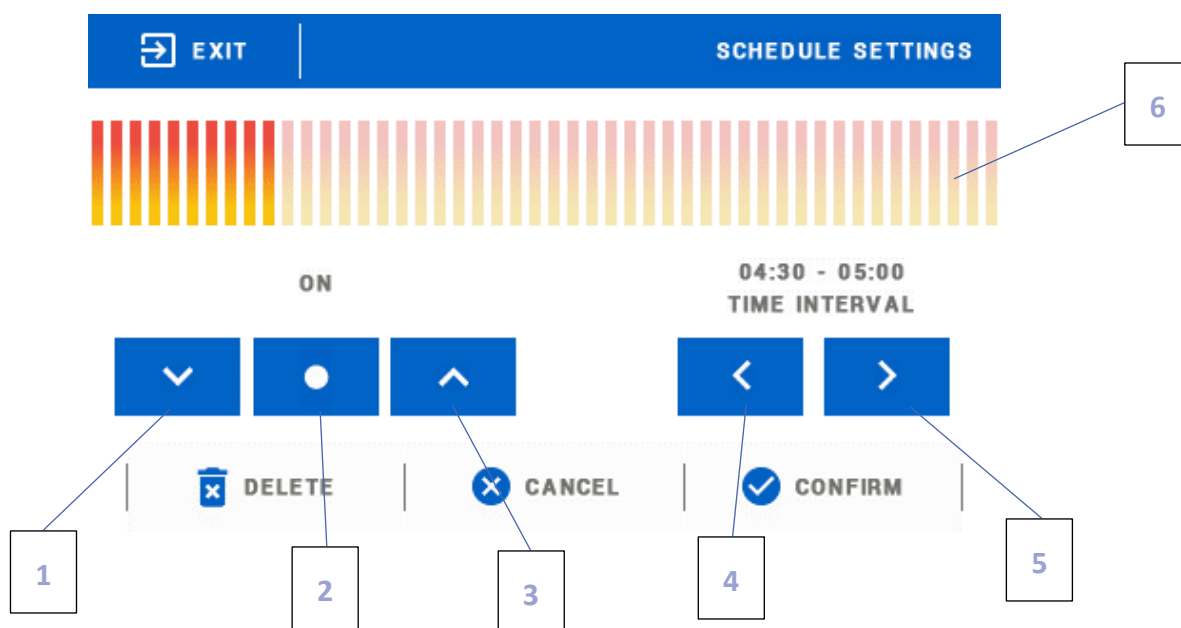 EXIT
SCHEDULE SETTINGS
6
ON
04:30 - 05:00
TIME INTERVAL
DELETE
CANCEL
CONFIRM
1
2
3
4
5